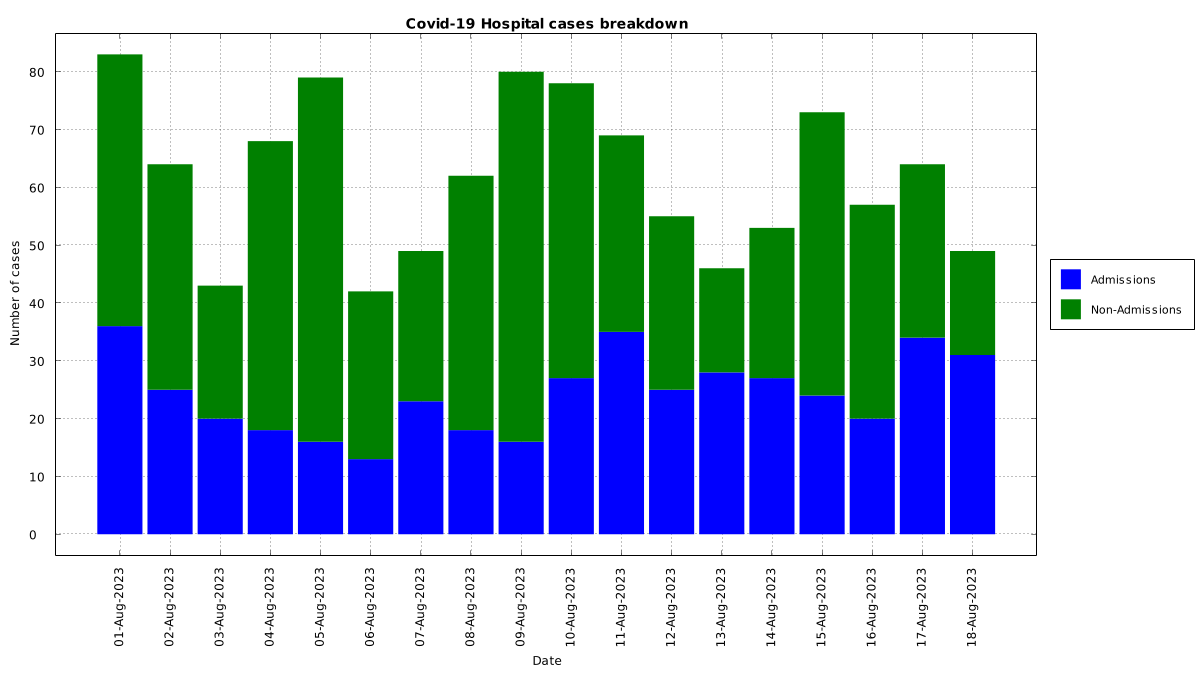 Covid-19 Hospital cases breakdown
Number of cases
80
70
60
50
40
30
20
10
0
01-Aug-2023
02-Aug-2023
03-Aug-2023
04-Aug-2023
05-Aug-2023
06-Aug-2023
07-Aug-2023
08-Aug-2023
09-Aug-2023
10-Aug-2023
11-Aug-2023
12-Aug-2023
13-Aug-2023
14-Aug-2023
15-Aug-2023
16-Aug-2023
17-Aug-2023
18-Aug-2023
Date
Admissions
Non-Admissions